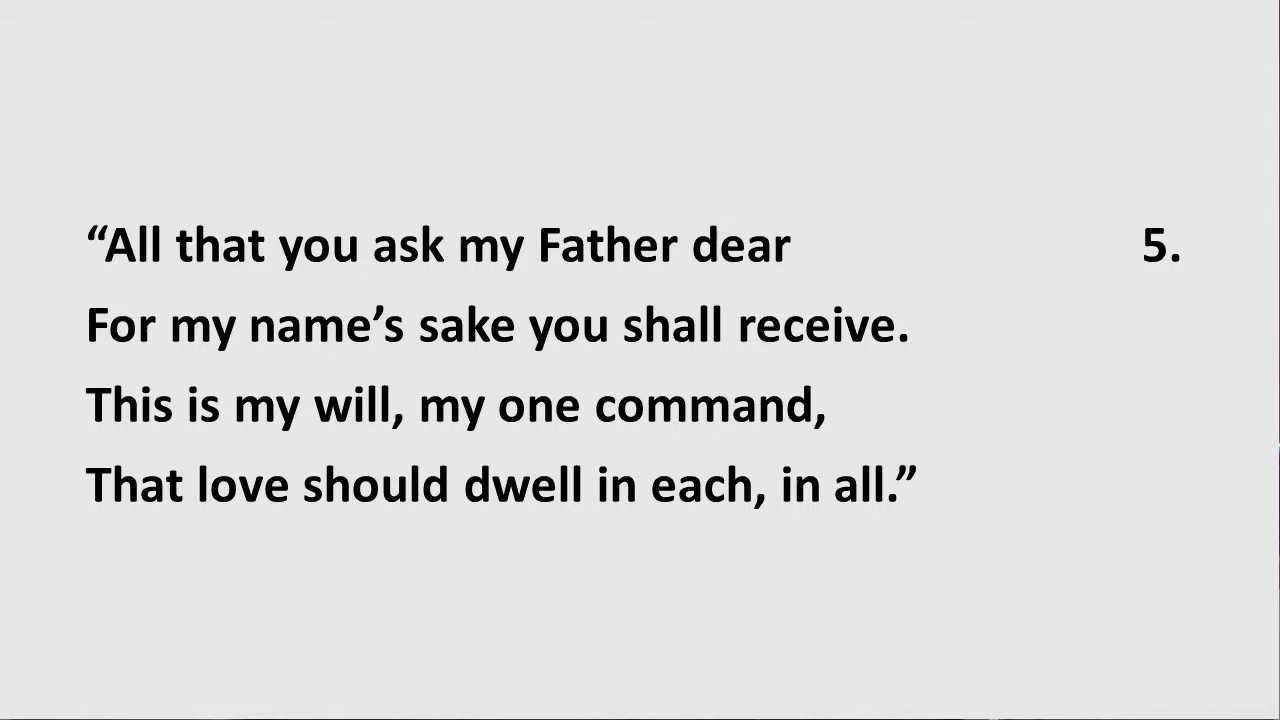 “All that you ask my Father dear 5.
For my name’s sake you shall receive.
This is my will, my one command,
That love should dwell in each, in all.”